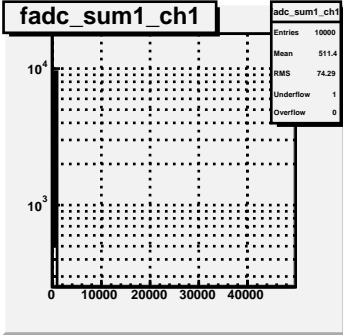 fadc_sum1_ch1
adc_sum1_ch1
Entries 10000
Mean 511.4
RMS 74.29
Underflow 1
Overflow 0
10^4
10^3
0 10000 20000 30000 40000